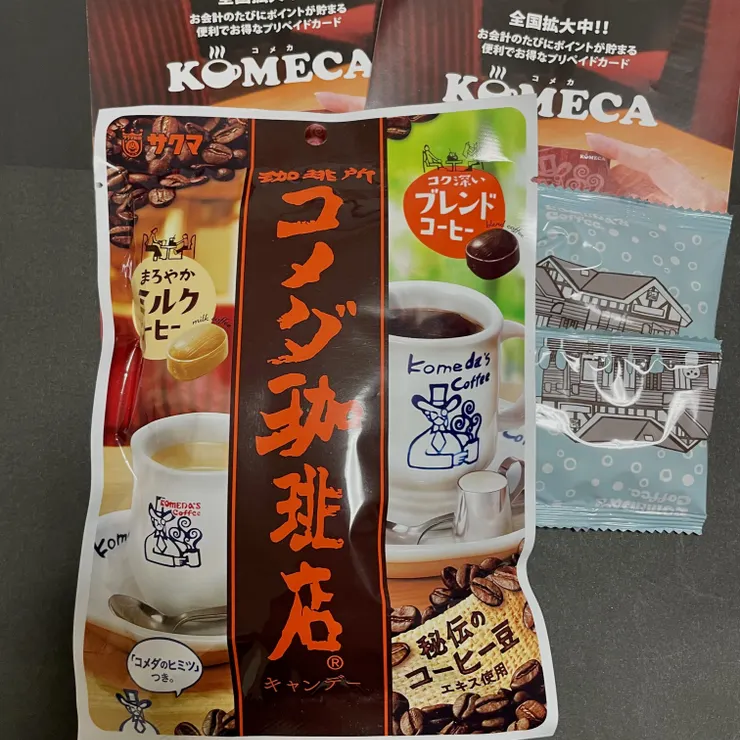 全国拡大中!!
お会計のたびにポイントが貯まる
便利でお得なプリペイドカード
コメカ
KOMECA
お会計のたびにポイントが貯まる
便利でお得なプリペイドカード
コメカ
KOMECA
KOMECA
サクマ
珈琲所
コメダ珈琲店®
キャンデー
コク深い
ブレンド
コーヒー
blend coffee
まろやか
ミルク
コーヒー
milk coffee
Komeda's
Coffee
KOMEDA'S
Coffee
Kom
「コメダのヒミツ」
つき。
秘伝の
コーヒー豆
エキス使用
Coffee